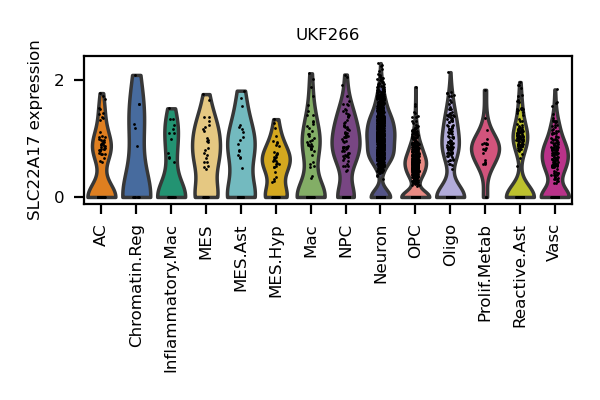 UKF266
SLC22A17 expression
2
0
AC
Chromatin.Reg
Inflammatory.Mac
MES
MES.Ast
MES.Hyp
Mac
NPC
Neuron
OPC
Oligo
Prolif.Metab
Reactive.Ast
Vasc